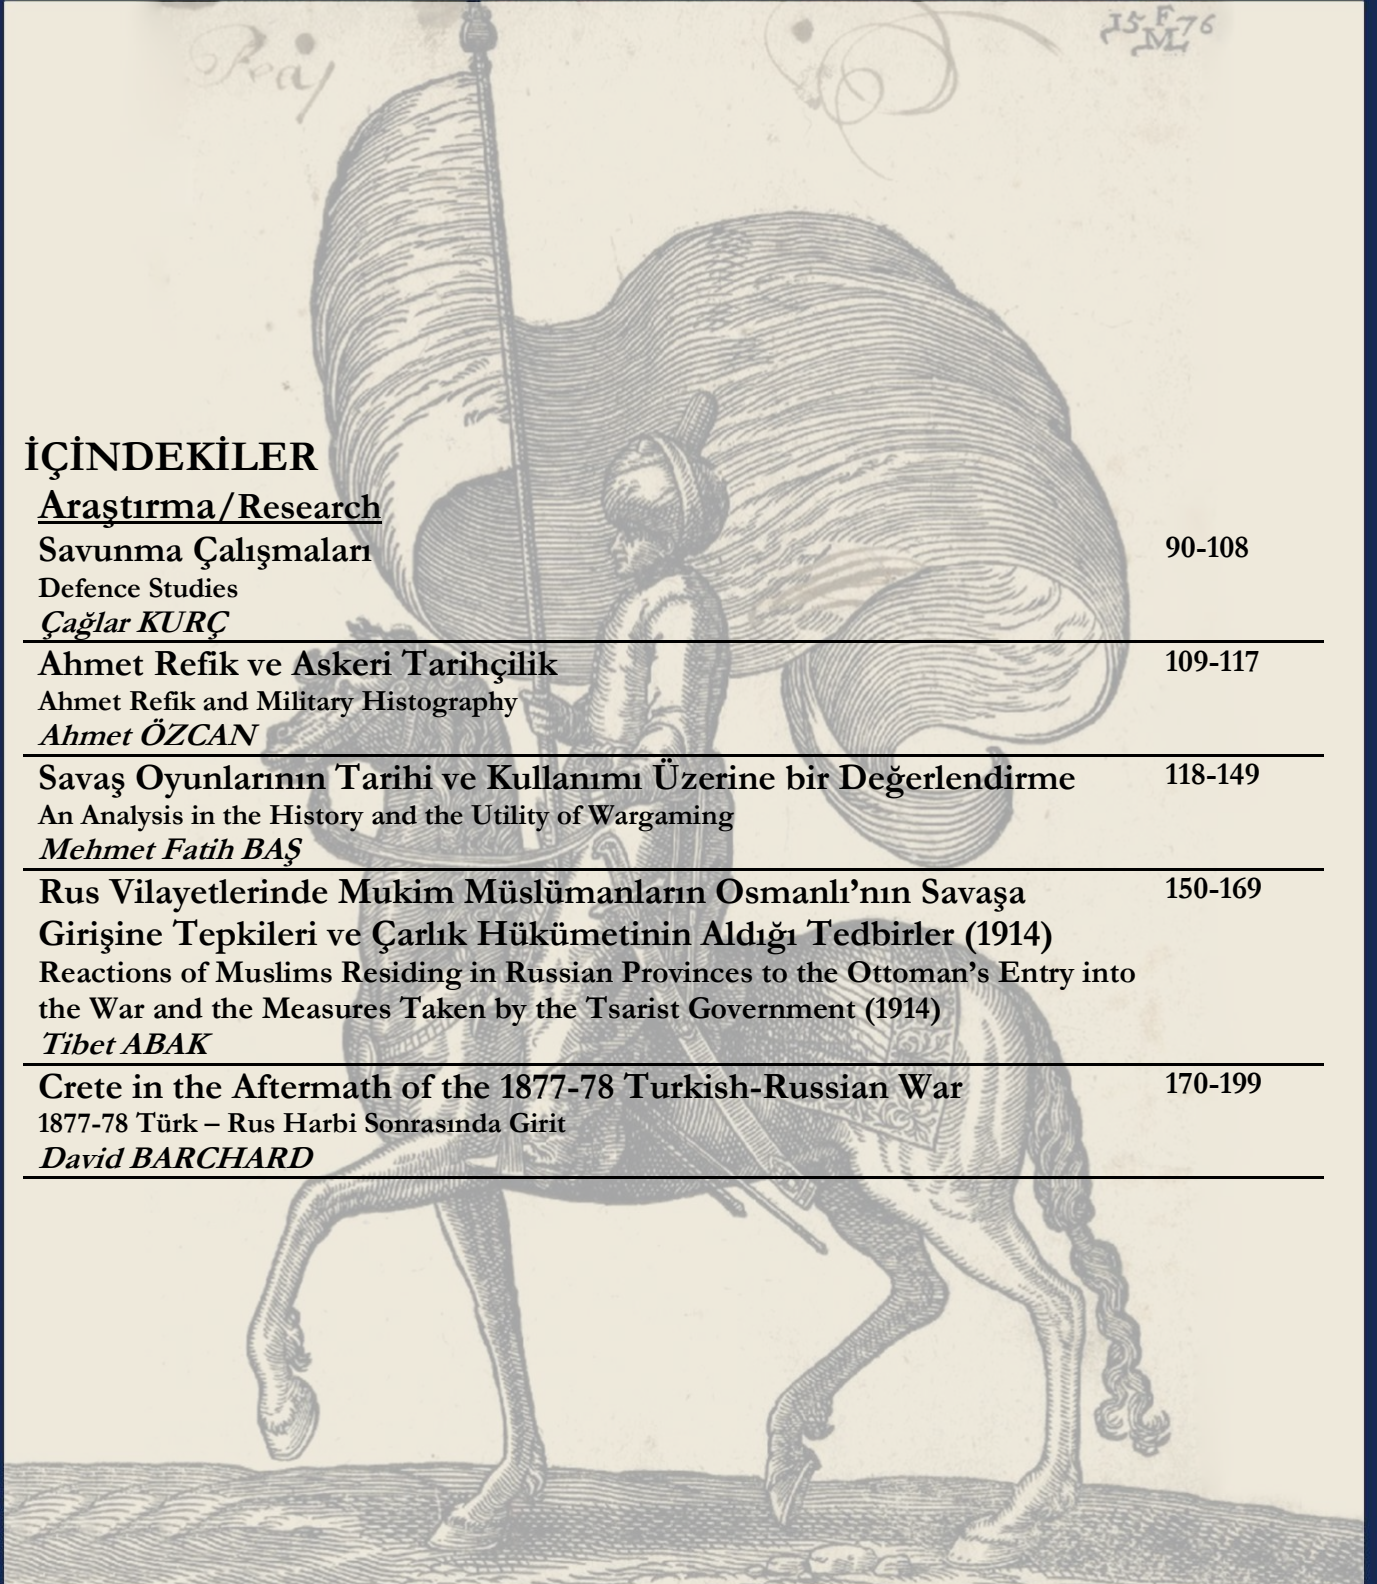 15 F 76
M
İÇİNDEKİLER
Araştırma/Research
Savunma Çalışmaları 90-108
Defence Studies
Çağlar KURÇ
Ahmet Refik ve Askeri Tarihçilik 109-117
Ahmet Refik and Military Histography
Ahmet ÖZCAN
Savaş Oyunlarının Tarihi ve Kullanımı Üzerine bir Değerlendirme 118-149
An Analysis in the History and the Utility of Wargaming
Mehmet Fatih BAŞ
Rus Vilayetlerinde Mukim Müslümanların Osmanlı’nın Savaşa 150-169
Girişine Tepkileri ve Çarlık Hükümetinin Aldığı Tedbirler (1914)
Reactions of Muslims Residing in Russian Provinces to the Ottoman’s Entry into
the War and the Measures Taken by the Tsarist Government (1914)
Tibet ABAK
Crete in the Aftermath of the 1877-78 Turkish-Russian War 170-199
1877-78 Türk – Rus Harbi Sonrasında Girit
David BARCHARD